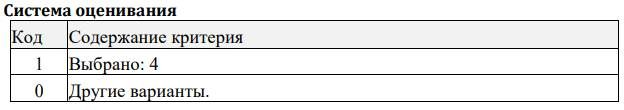 Система оценивания
Код Содержание критерия
1 Выбрано: 4
0 Другие варианты.